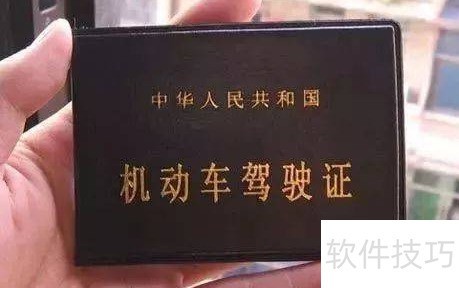 中华人民共和国
机动车驾驶证
软件技巧